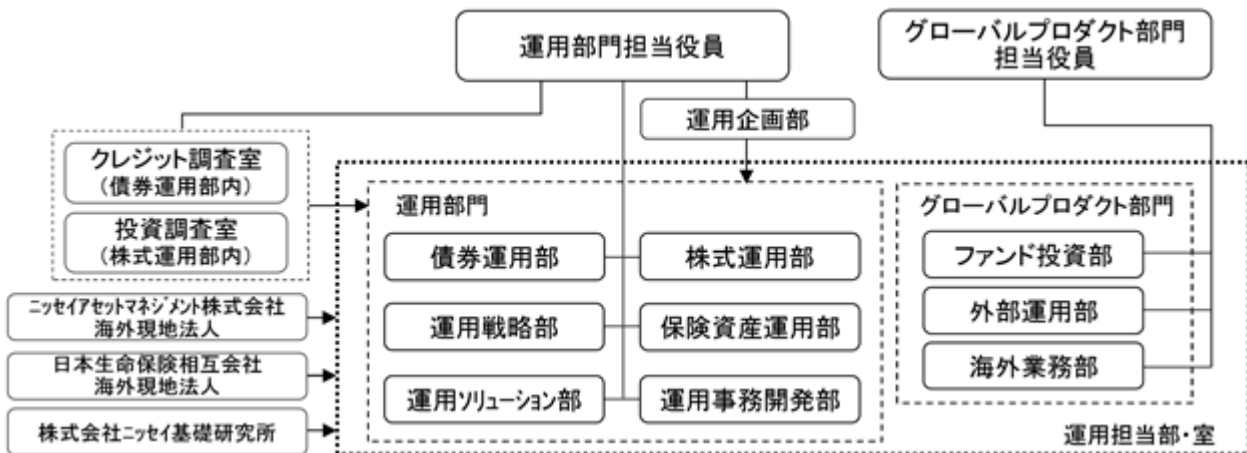 運用部門担当役員
グローバルプロダクト部門
担当役員
運用企画部
クレジット調査室
(債券運用部内)
投資調査室
(株式運用部内)
運用部門
債券運用部
株式運用部
運用戦略部
保険資産運用部
運用ソリューション部
運用事務開発部
グローバルプロダクト部門
ファンド投資部
外部運用部
海外業務部
ニッセイアセットマネジメント株式会社
海外現地法人
日本生命保険相互会社
海外現地法人
株式会社ニッセイ基礎研究所
運用担当部・室